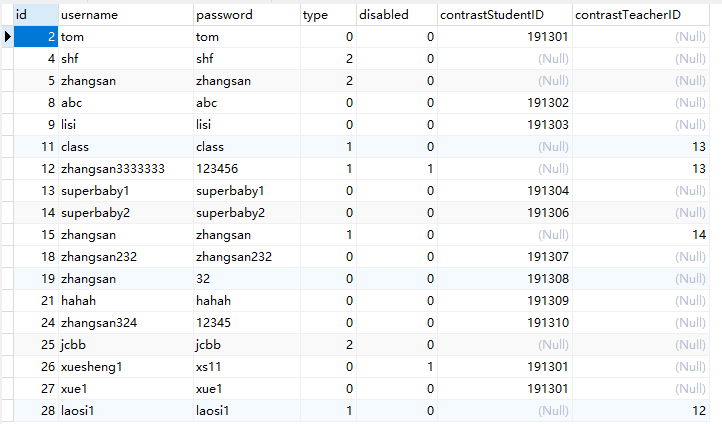 id username password type disabled contrastStudentID contrastTeacherID
2 tom tom 0 0 191301 (Null)
4 shf shf 2 0 (Null) (Null)
5 zhangsan zhangsan 2 0 (Null) (Null)
8 abc abc 0 0 191302 (Null)
9 lisi lisi 0 0 191303 (Null)
11 class class 1 0 (Null) 13
12 zhangsan3333333 123456 1 1 (Null) 13
13 superbaby1 superbaby1 0 0 191304 (Null)
14 superbaby2 superbaby2 0 0 191306 (Null)
15 zhangsan zhangsan 1 0 (Null) 14
18 zhangsan232 zhangsan232 0 0 191307 (Null)
19 zhangsan 32 0 0 191308 (Null)
21 hahah hahah 0 0 191309 (Null)
24 zhangsan324 12345 0 0 191310 (Null)
25 jcbb jcbb 2 0 (Null) (Null)
26 xuesheng1 xs11 0 1 191301 (Null)
27 xue1 xue1 0 0 191301 (Null)
28 laosi1 laosi1 1 0 (Null) 12